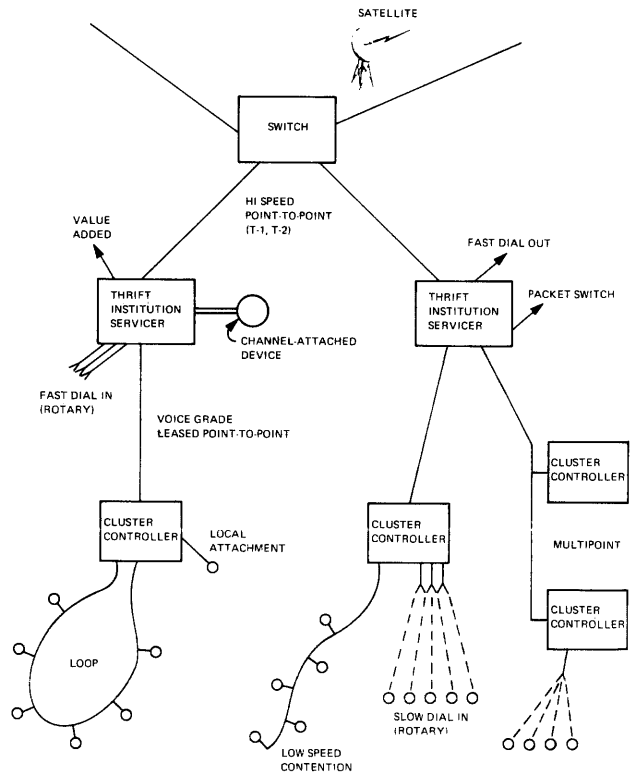 SATELLITE
SWITCH
HI SPEED
POINT-TO-POINT
(T-1, T-2)
VALUE
ADDED
FAST DIAL OUT
THRIFT
INSTITUTION
SERVICER
THRIFT
INSTITUTION
SERVICER
PACKET SWITCH
CHANNEL-ATTACHED
DEVICE
FAST DIAL IN
(ROTARY)
VOICE GRADE
LEASED POINT-TO-POINT
CLUSTER
CONTROLLER
CLUSTER
CONTROLLER
LOCAL
ATTACHMENT
CLUSTER
CONTROLLER
MULTIPOINT
CLUSTER
CONTROLLER
LOOP
SLOW DIAL IN
(ROTARY)
LOW SPEED
CONTENTION